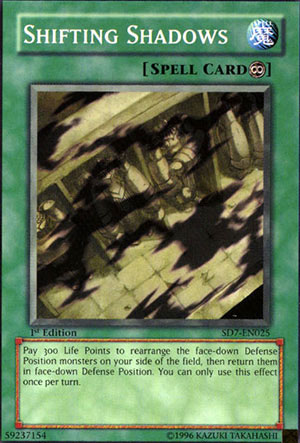 Shifting Shadows
魔
[Spell Card]
1st Edition
SD7-EN025
Pay 300 Life Points to rearrange the face-down Defense
Position monsters on your side of the field, then return them
in face-down Defense Position. You can only use this effect
once per turn.
59237154
©1996 KAZUKI TAKAHASHI